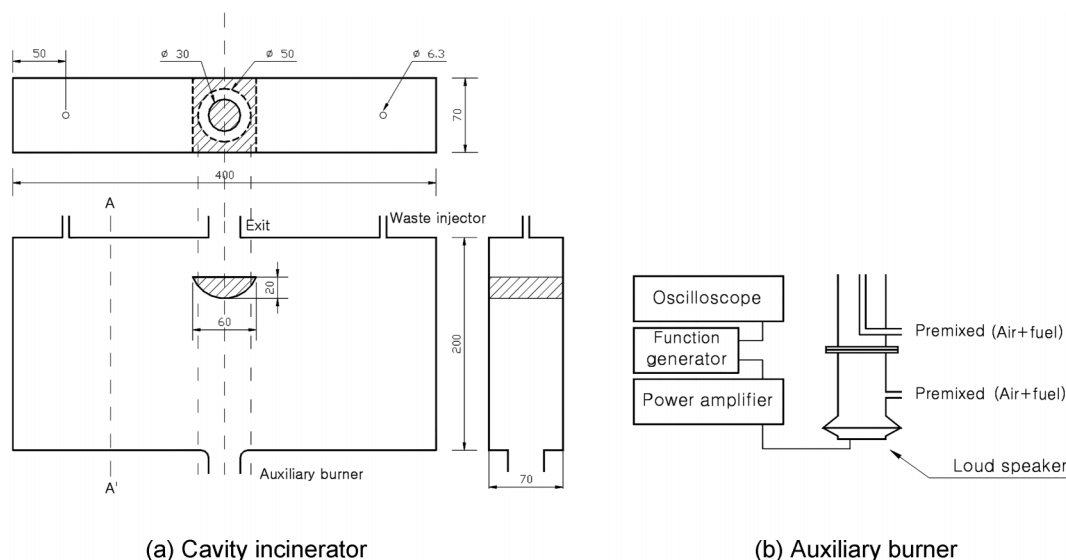 50
ø 30
ø 50
ø 6.3
70
400
A
Exit
Waste injector
20
60
200
A'
Auxiliary burner
70
Oscilloscope
Function
generator
Power amplifier
Premixed (Air+fuel)
Premixed (Air+fuel)
Loud speaker
(a) Cavity incinerator
(b) Auxiliary burner